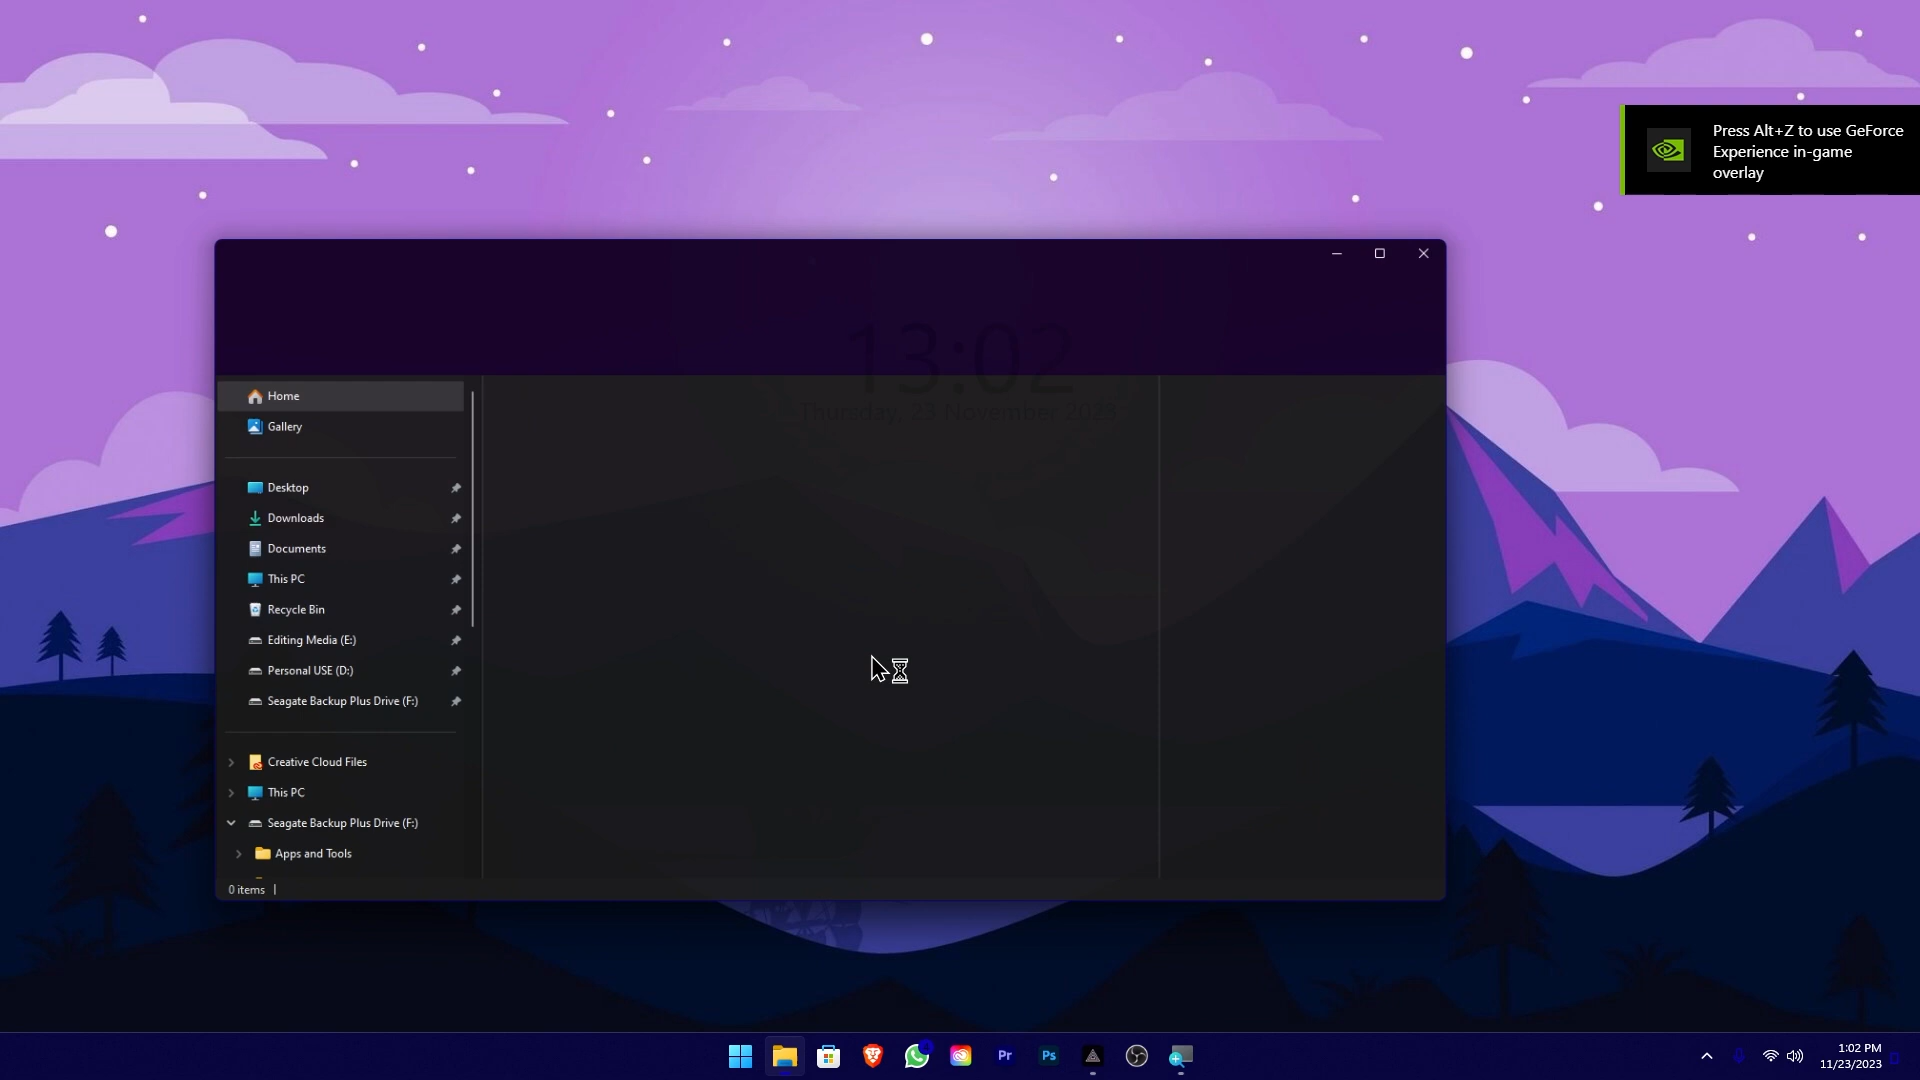 Press Alt+Z to use GeForce
Experience in-game
overlay
13:02
Thursday, 23 November 2023
Home
Gallery
Desktop
Downloads
Documents
This PC
Recycle Bin
Editing Media (E:)
Personal USE (D:)
Seagate Backup Plus Drive (F:)
Creative Cloud Files
This PC
Seagate Backup Plus Drive (F:)
Apps and Tools
0 items
Pr
Ps
1:02 PM
11/23/2023